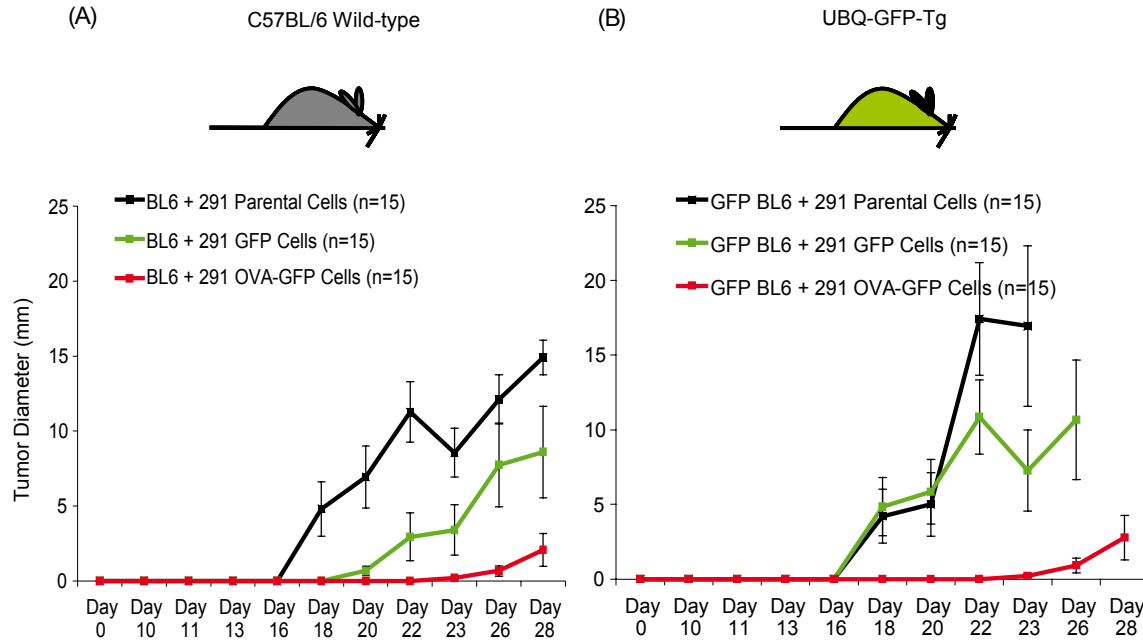 (A)
C57BL/6 Wild-type
BL6 + 291 Parental Cells (n=15)
BL6 + 291 GFP Cells (n=15)
BL6 + 291 OVA-GFP Cells (n=15)
Tumor Diameter (mm)
25
20
15
10
5
0
Day Day Day Day Day Day Day Day Day Day Day
0 10 11 13 16 18 20 22 23 26 28
(B)
UBQ-GFP-Tg
GFP BL6 + 291 Parental Cells (n=15)
GFP BL6 + 291 GFP Cells (n=15)
GFP BL6 + 291 OVA-GFP Cells (n=15)
25
20
15
10
5
0
Day Day Day Day Day Day Day Day Day Day Day
0 10 11 13 16 18 20 22 23 26 28